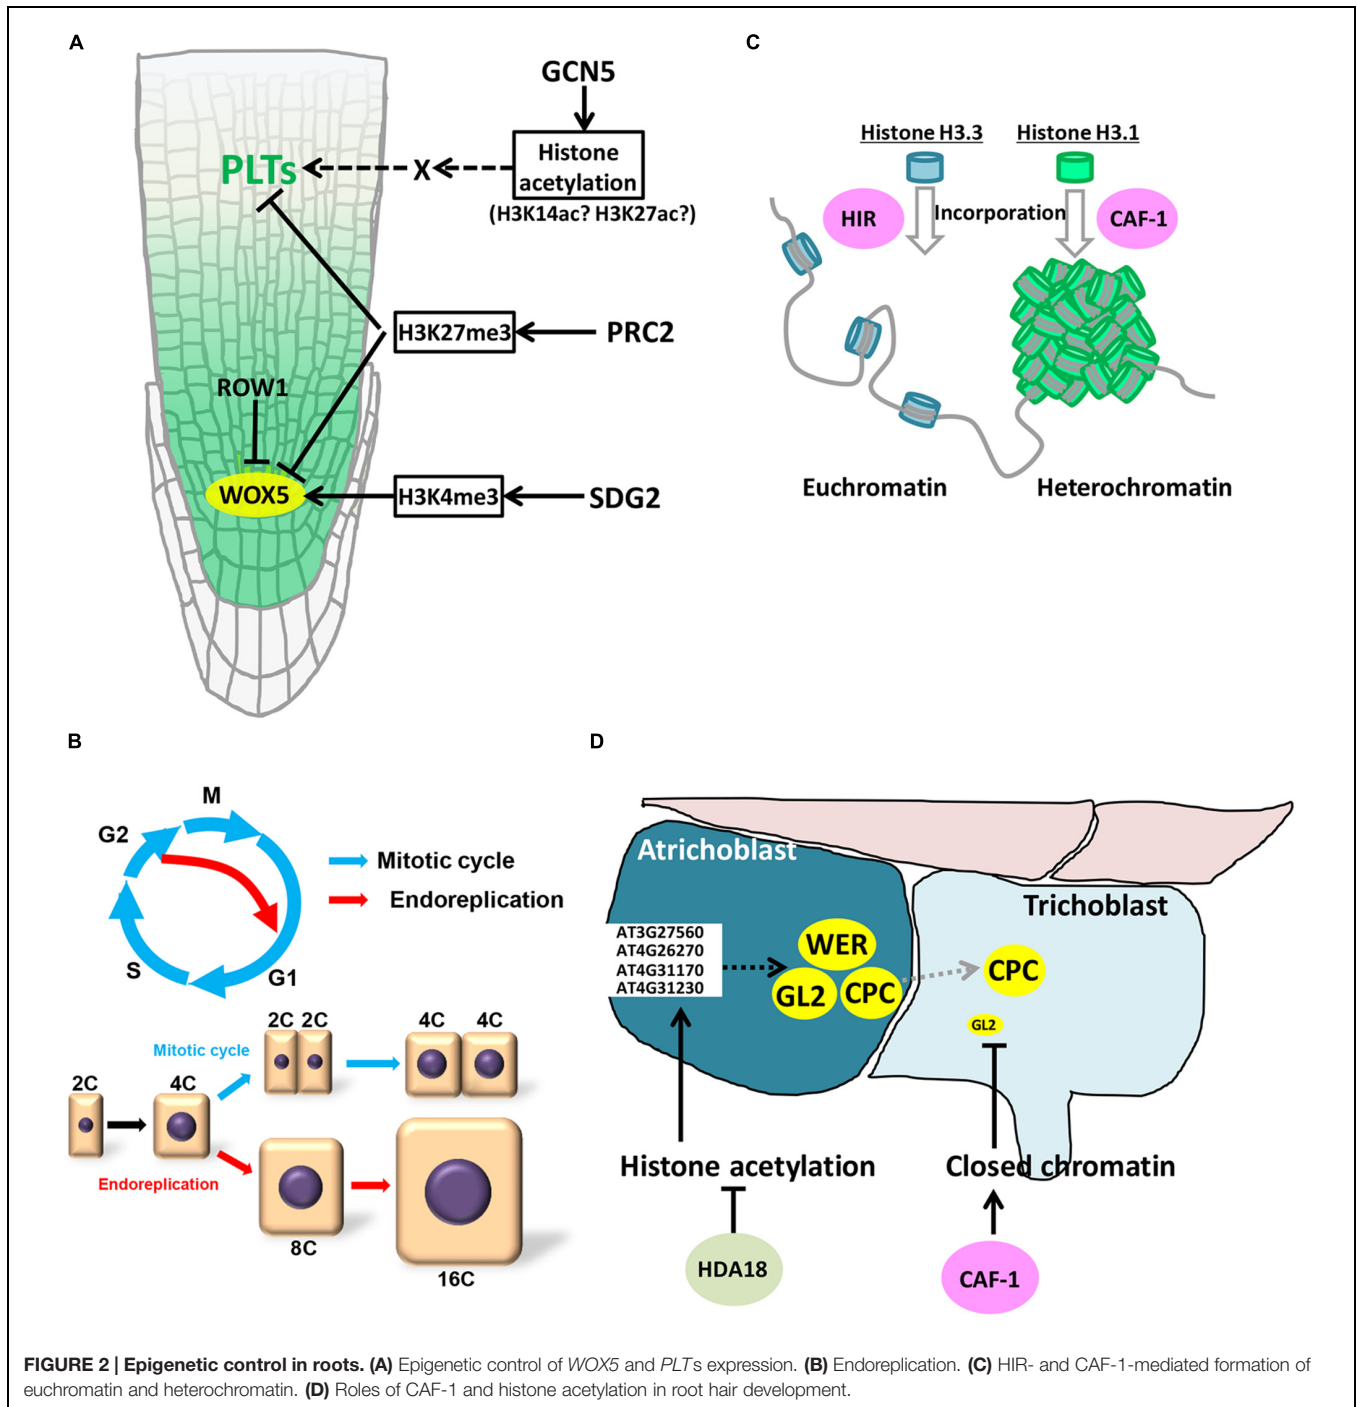 A
GCN5
Histone
acetylation
(H3K14ac? H3K27ac?)
X
PLTs
H3K27me3
PRC2
ROW1
WOX5
H3K4me3
SDG2
C
Histone H3.3
Histone H3.1
HIR
Incorporation
CAF-1
Euchromatin
Heterochromatin
B
M
G2
S
G1
Mitotic cycle
Endoreplication
2C
4C
Mitotic cycle
2C 2C
4C 4C
Endoreplication
8C
16C
D
Atrichoblast
Trichoblast
AT3G27560
AT4G26270
AT4G31170
AT4G31230
WER
GL2
CPC
CPC
GL2
Histone acetylation
Closed chromatin
HDA18
CAF-1
FIGURE 2 | Epigenetic control in roots. (A) Epigenetic control of WOX5 and PLTs expression. (B) Endoreplication. (C) HIR- and CAF-1-mediated formation of
euchromatin and heterochromatin. (D) Roles of CAF-1 and histone acetylation in root hair development.